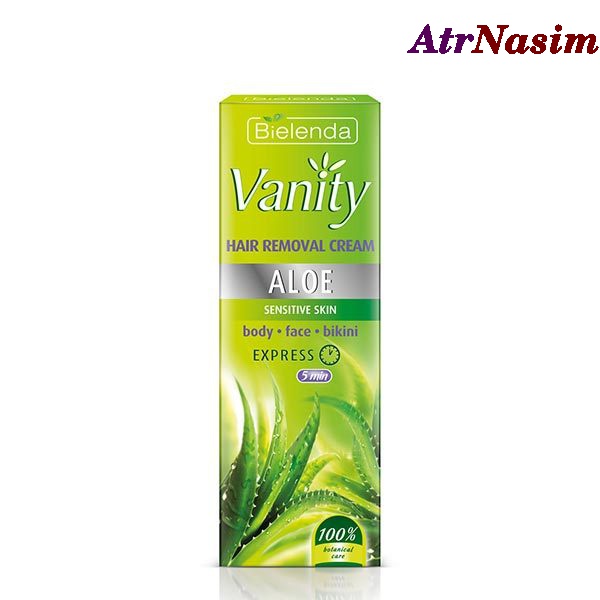 AtrNasim
Bielenda
Vanity
HAIR REMOVAL CREAM
ALOE
SENSITIVE SKIN
body • face • bikini
EXPRESS
5 min
100%
botanical
care